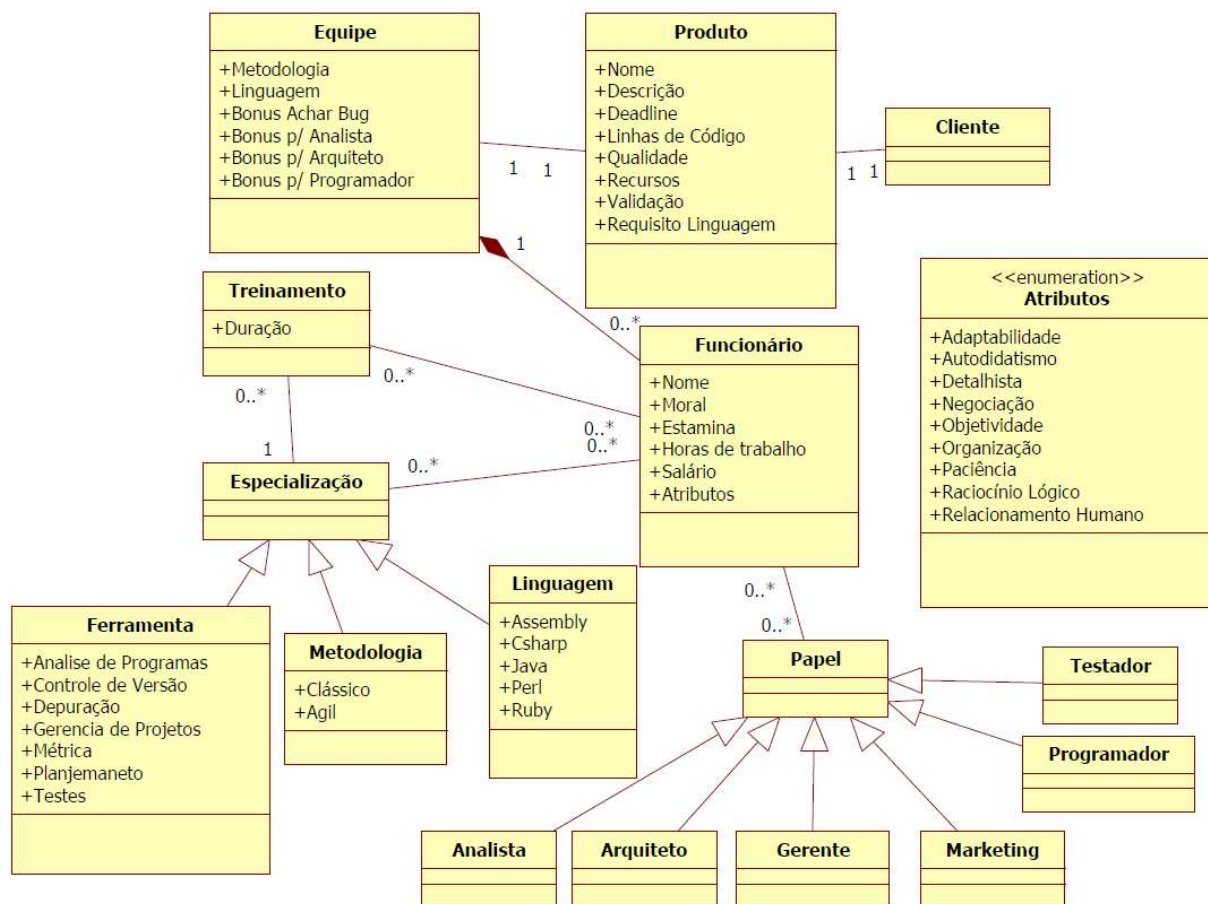 Equipe
+Metodologia
+Linguagem
+Bonus Achar Bug
+Bonus p/ Analista
+Bonus p/ Arquiteto
+Bonus p/ Programador
Produto
+Nome
+Descrição
+Deadline
+Linhas de Código
+Qualidade
+Recursos
+Validação
+Requisito Linguagem
Cliente
1
1
1
1
1
0..*
Treinamento
+Duração
0..*
0..*
0..*
0..*
0..*
1
Funcionário
+Nome
+Moral
+Estamina
+Horas de trabalho
+Salário
+Atributos
<<enumeration>>
Atributos
+Adaptabilidade
+Autodidatismo
+Detalhista
+Negociação
+Objetividade
+Organização
+Paciência
+Raciocínio Lógico
+Relacionamento Humano
Especialização
Ferramenta
+Analise de Programas
+Controle de Versão
+Depuração
+Gerencia de Projetos
+Métrica
+Planjemaneto
+Testes
Metodologia
+Clássico
+Agil
Linguagem
+Assembly
+Csharp
+Java
+Perl
+Ruby
0..*
0..*
Papel
Testador
Programador
Analista
Arquiteto
Gerente
Marketing